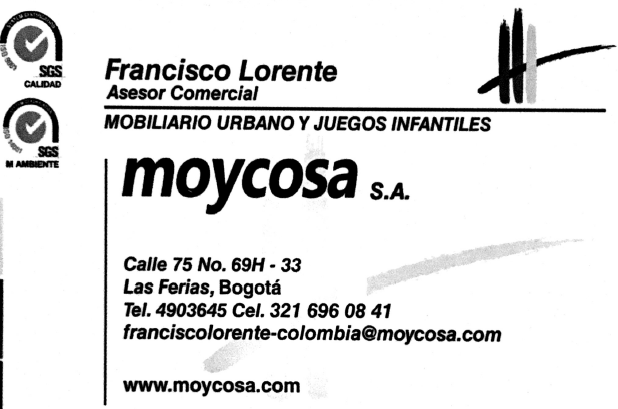 SGS
CALIDAD
SGS
M AMBIENTE
Francisco Lorente
Asesor Comercial
MOBILIARIO URBANO Y JUEGOS INFANTILES
moycosa S.A.
Calle 75 No. 69H - 33
Las Ferias, Bogotá
Tel. 4903645 Cel. 321 696 08 41
franciscolorente-colombia@moycosa.com
www.moycosa.com